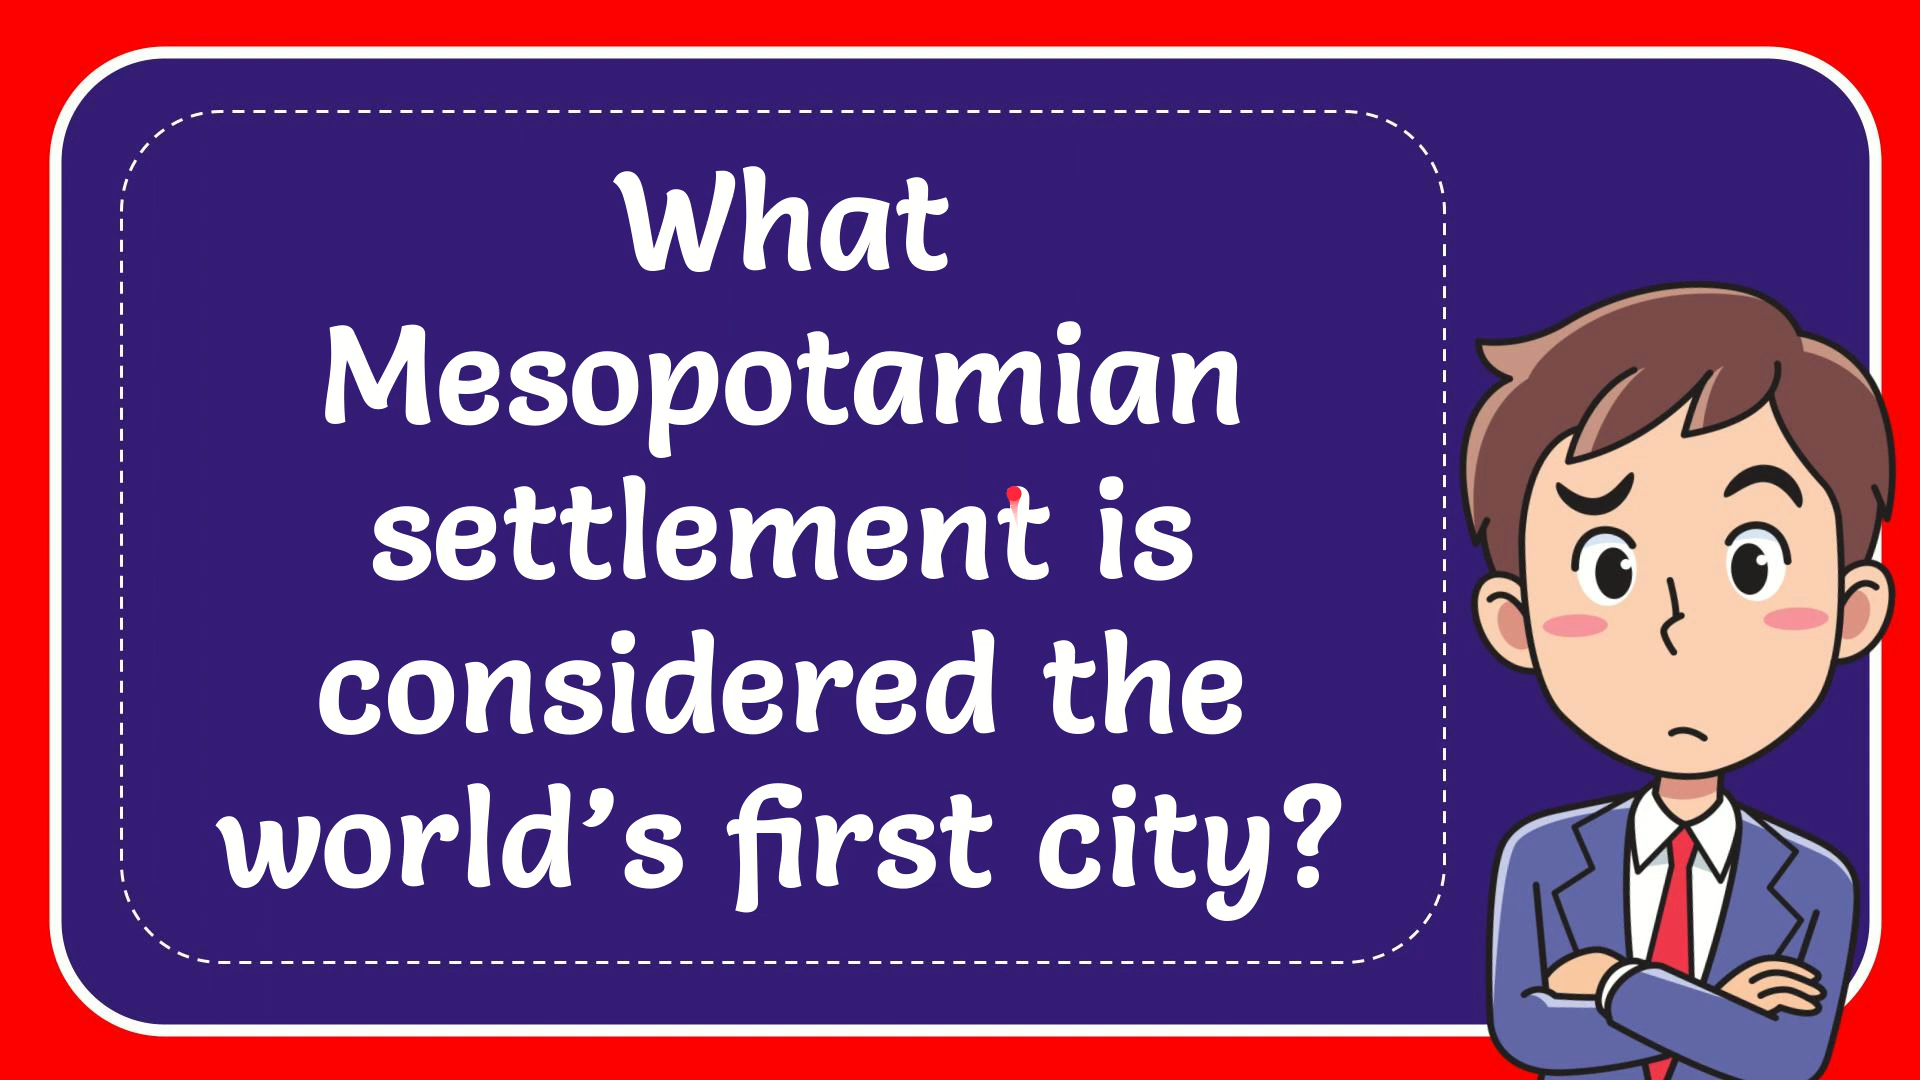 What
Mesopotamian
settlement is
considered the
world’s first city?